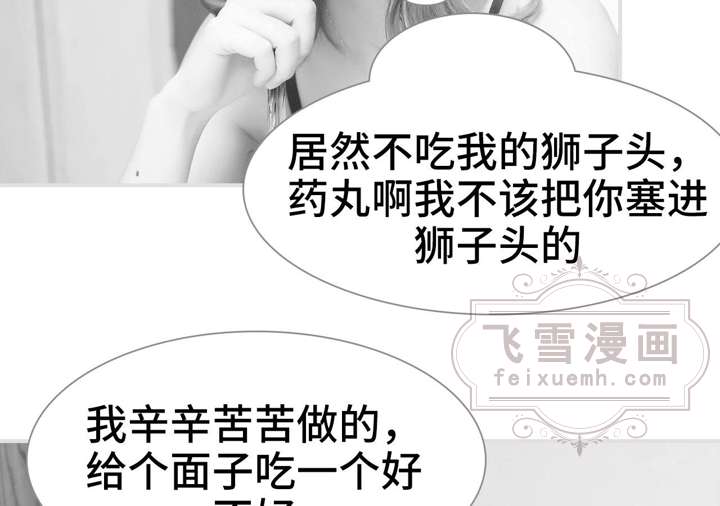 居然不吃我的狮子头，
药丸啊我不该把你塞进
狮子头的
飞雪漫画
feixuemh.com
我辛辛苦苦做的，
给个面子吃一个好